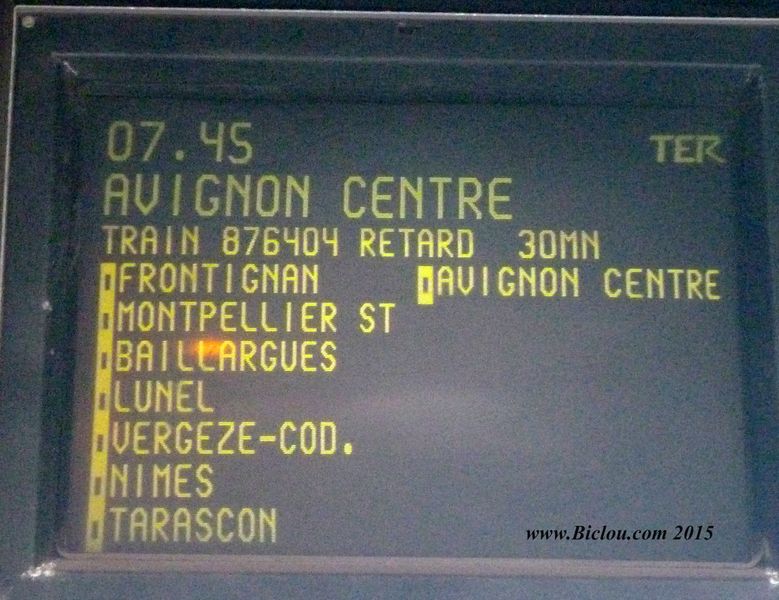 07.45
TER
AVIGNON CENTRE
TRAIN 876404 RETARD 30MN
FRONTIGNAN
MONTPELLIER ST
BAILLARGUES
LUNEL
VERGEZE-COD.
NIMES
TARASCON
AVIGNON CENTRE
www.Biclou.com 2015